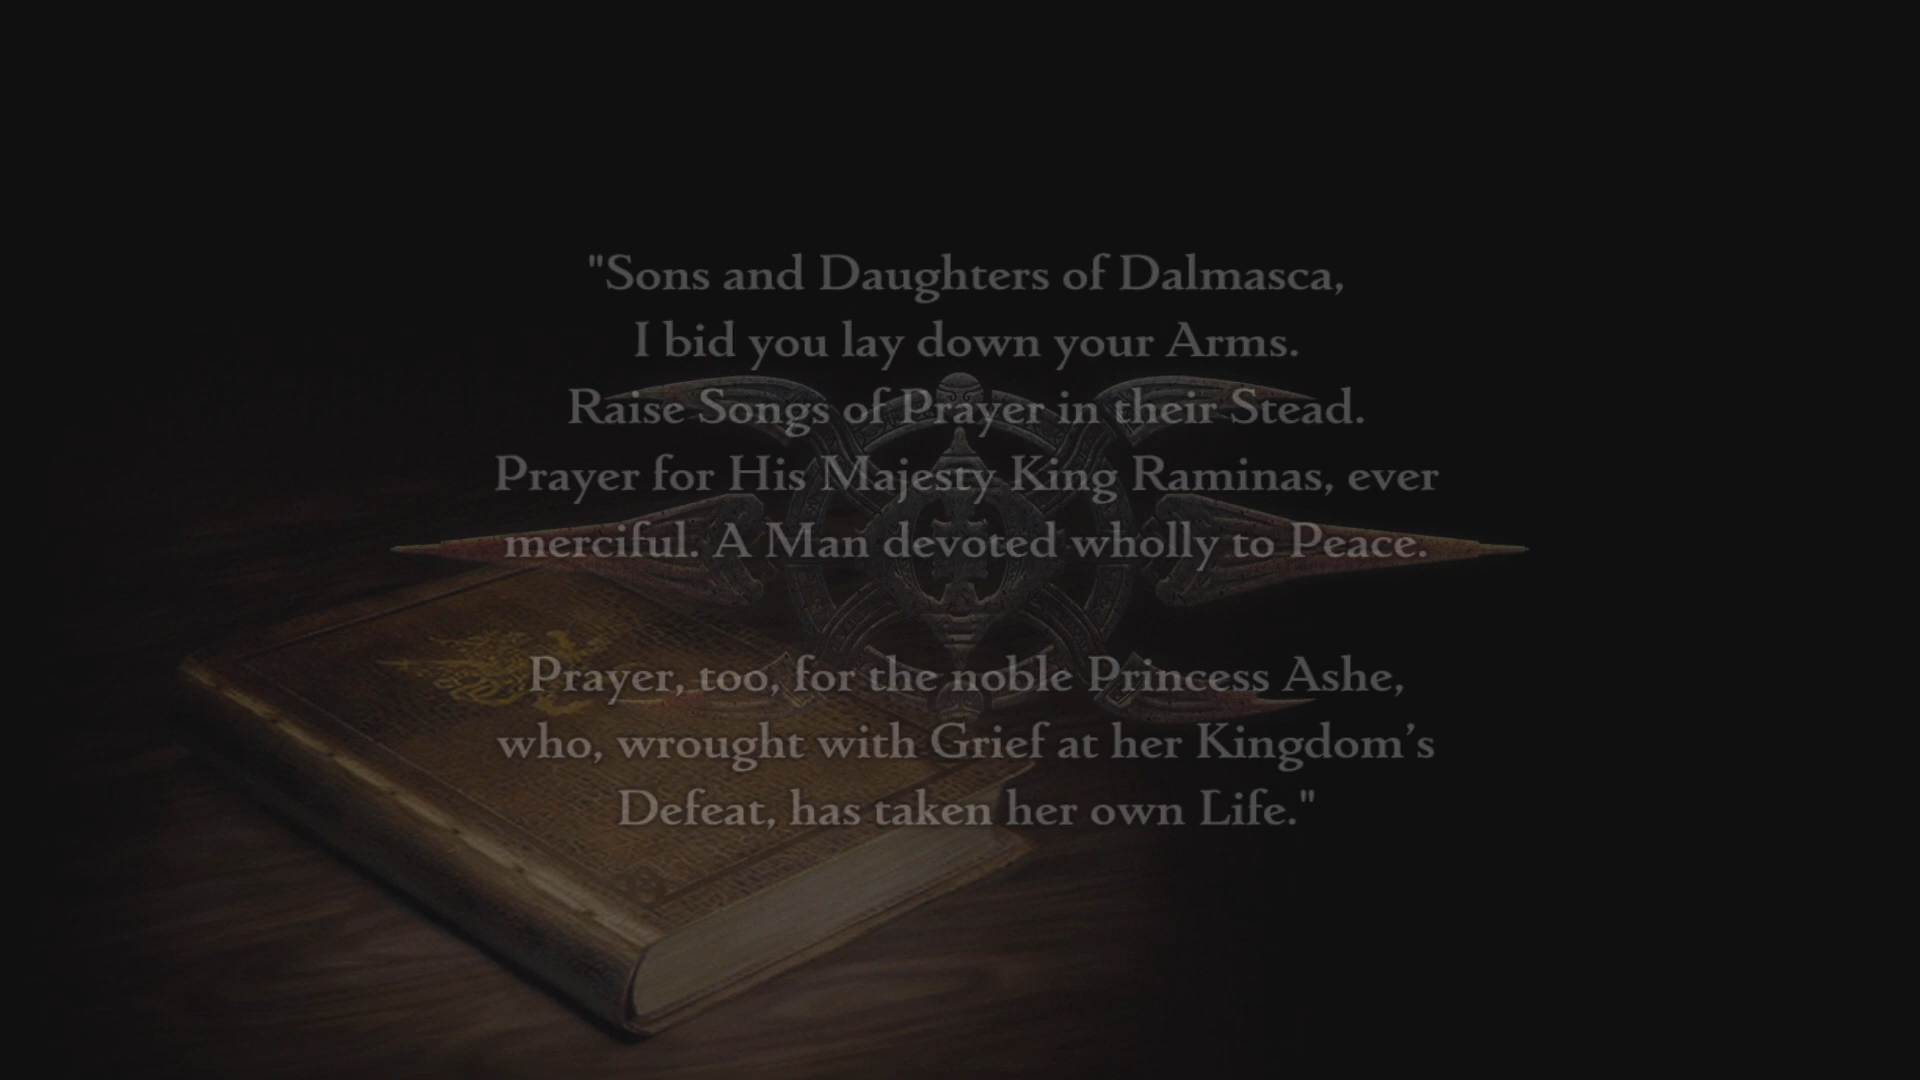 "Sons and Daughters of Dalmasca,
I bid you lay down your Arms.
Raise Songs of Prayer in their Stead.
Prayer for His Majesty King Raminas, ever
merciful. A Man devoted wholly to Peace.
Prayer, too, for the noble Princess Ashe,
who, wrought with Grief at her Kingdom’s
Defeat, has taken her own Life."